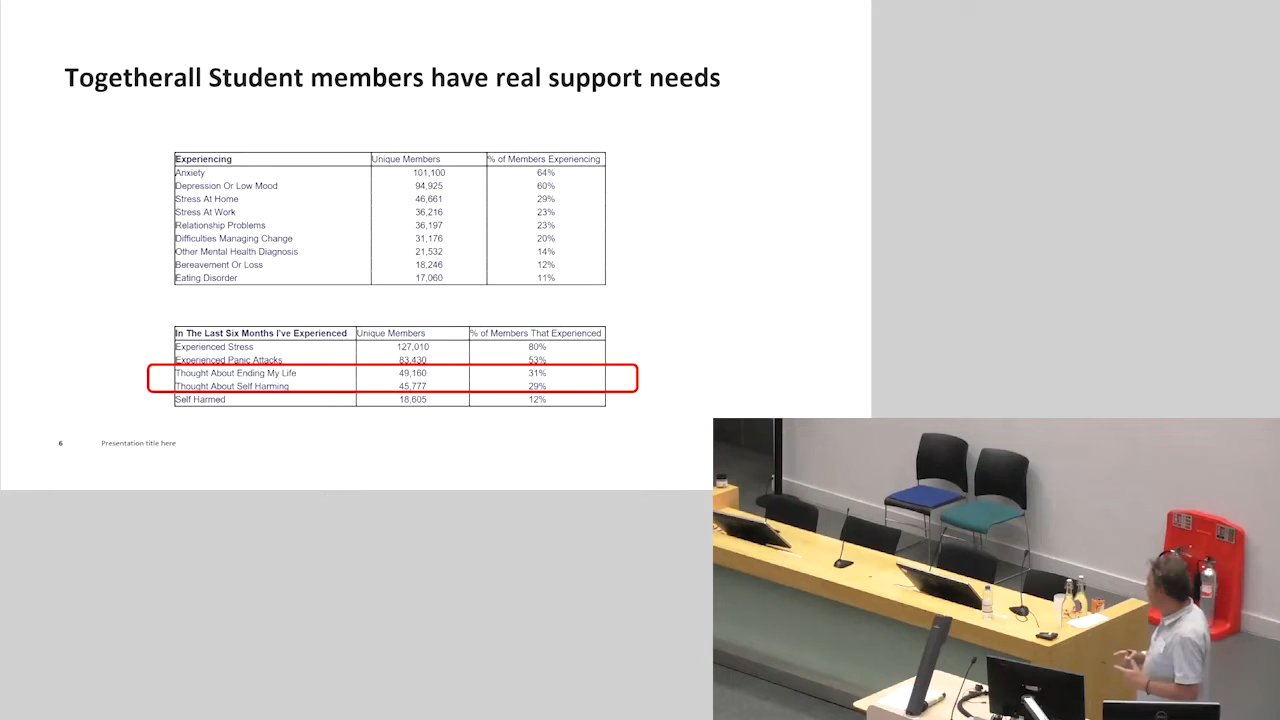 Togetherall Student members have real support needs
Experiencing Unique Members % of Members Experiencing
Anxiety 101,100 64%
Depression Or Low Mood 94,925 60%
Stress At Home 46,661 29%
Stress At Work 36,216 23%
Relationship Problems 36,197 23%
Difficulties Managing Change 31,176 20%
Other Mental Health Diagnosis 21,532 14%
Bereavement Or Loss 18,246 12%
Eating Disorder 17,060 11%
In The Last Six Months I've Experienced Unique Members % of Members That Experienced
Experienced Stress 127,010 80%
Experienced Panic Attacks 83,430 53%
Thought About Ending My Life 49,160 31%
Thought About Self Harming 45,777 29%
Self Harmed 18,605 12%
6 Presentation title here